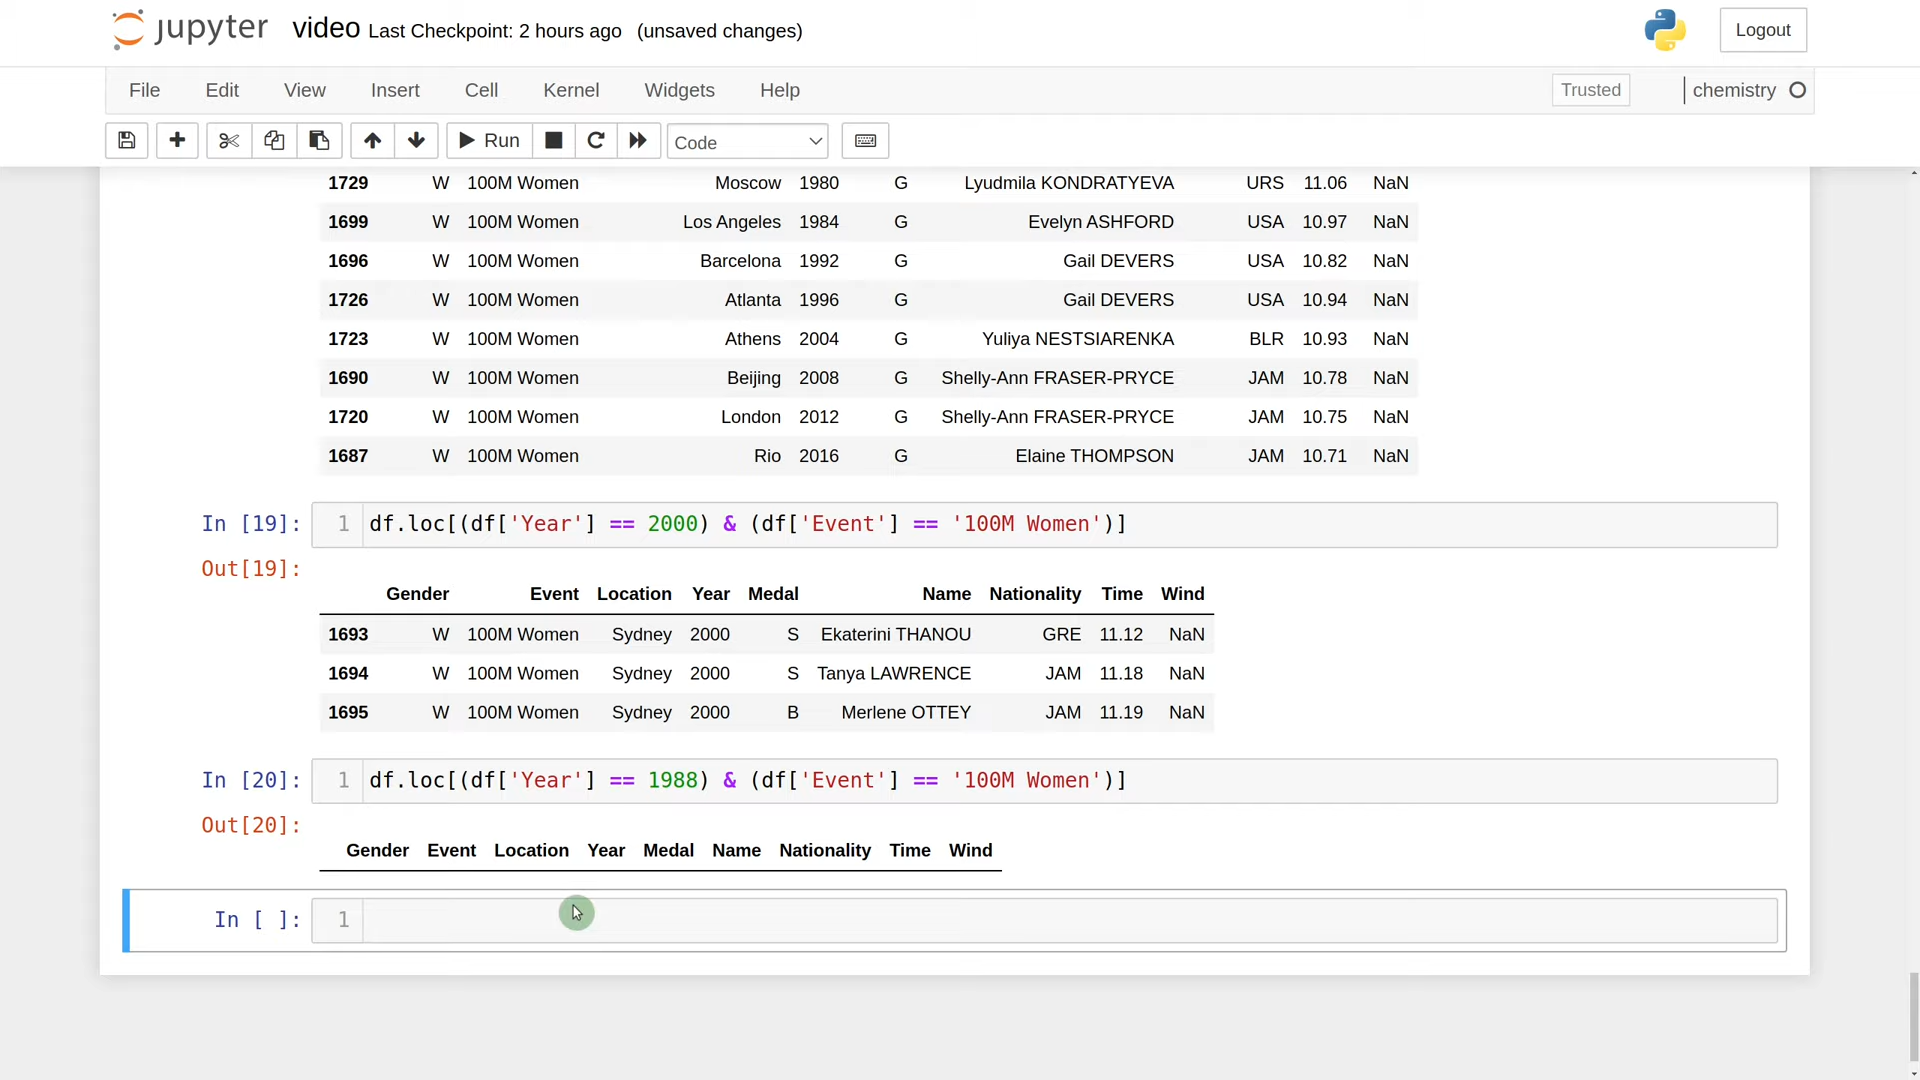 jupyter video Last Checkpoint: 2 hours ago (unsaved changes) Logout
File Edit View Insert Cell Kernel Widgets Help Trusted chemistry
Run Code
1729 W 100M Women Moscow 1980 G Lyudmila KONDRATYEVA URS 11.06 NaN
1699 W 100M Women Los Angeles 1984 G Evelyn ASHFORD USA 10.97 NaN
1696 W 100M Women Barcelona 1992 G Gail DEVERS USA 10.82 NaN
1726 W 100M Women Atlanta 1996 G Gail DEVERS USA 10.94 NaN
1723 W 100M Women Athens 2004 G Yuliya NESTSIARENKA BLR 10.93 NaN
1690 W 100M Women Beijing 2008 G Shelly-Ann FRASER-PRYCE JAM 10.78 NaN
1720 W 100M Women London 2012 G Shelly-Ann FRASER-PRYCE JAM 10.75 NaN
1687 W 100M Women Rio 2016 G Elaine THOMPSON JAM 10.71 NaN
In [19]: 1 df.loc[(df['Year'] == 2000) & (df['Event'] == '100M Women')]
Out[19]:
Gender Event Location Year Medal Name Nationality Time Wind
1693 W 100M Women Sydney 2000 S Ekaterini THANOU GRE 11.12 NaN
1694 W 100M Women Sydney 2000 S Tanya LAWRENCE JAM 11.18 NaN
1695 W 100M Women Sydney 2000 B Merlene OTTEY JAM 11.19 NaN
In [20]: 1 df.loc[(df['Year'] == 1988) & (df['Event'] == '100M Women')]
Out[20]:
Gender Event Location Year Medal Name Nationality Time Wind
In [ ]: 1